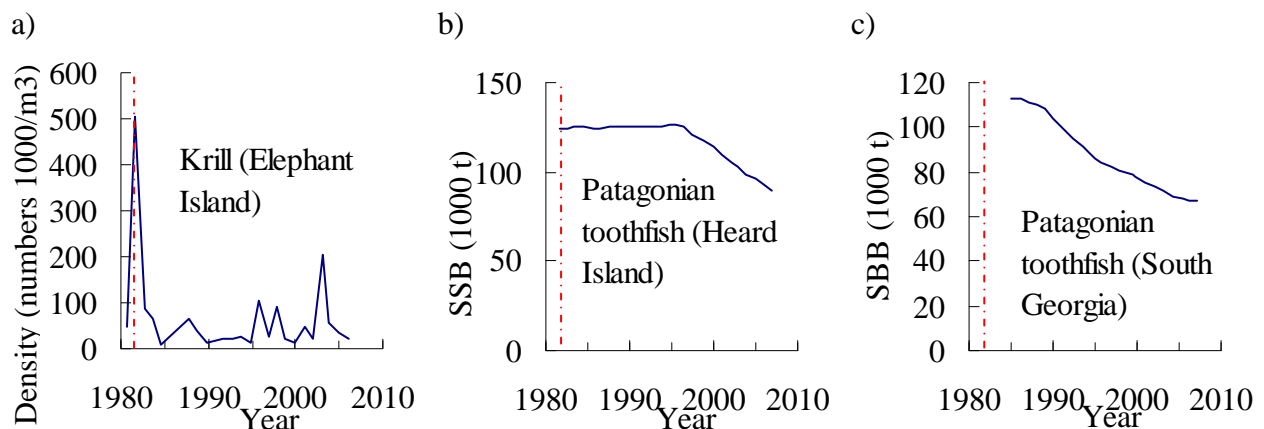 a)
600
500
400
300
200
100
0
Density (numbers 1000/m3)
Krill (Elephant
Island)
1980 1990 2000 2010
Year
b)
150
100
50
0
SSB (1000 t)
Patagonian
toothfish (Heard
Island)
1980 1990 2000 2010
Year
c)
120
100
80
60
40
20
0
SBB (1000 t)
Patagonian
toothfish (South
Georgia)
1980 1990 2000 2010
Year